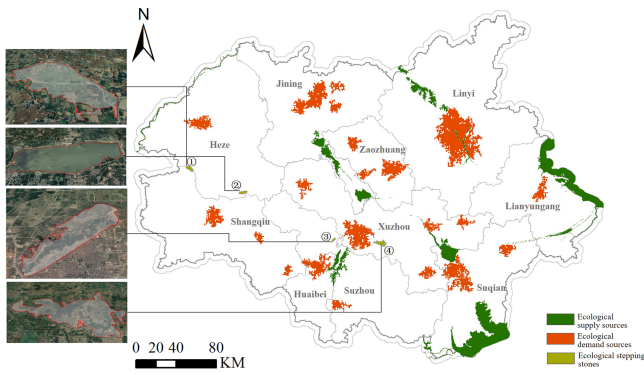 N
Jining
Linyi
Heze
Zaozhuang
①
②
Lianyungang
Shangqiu
Xuzhou
③
④
Huaibei
Suzhou
Suqian
0 20 40 80
KM
Ecological
supply sources
Ecological
demand sources
Ecological stepping
stones